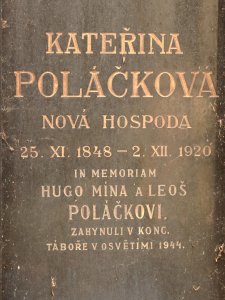 KATEŘINA
POLÁČKOVÁ
NOVÁ HOSPODA
25. XI. 1848 – 2. XII. 1920
IN MEMORIAM
HUGO MINA A LEOŠ
POLÁČKOVI,
ZAHYNULI V KONC.
TÁBOŘE V OSVĚTIMI 1944.